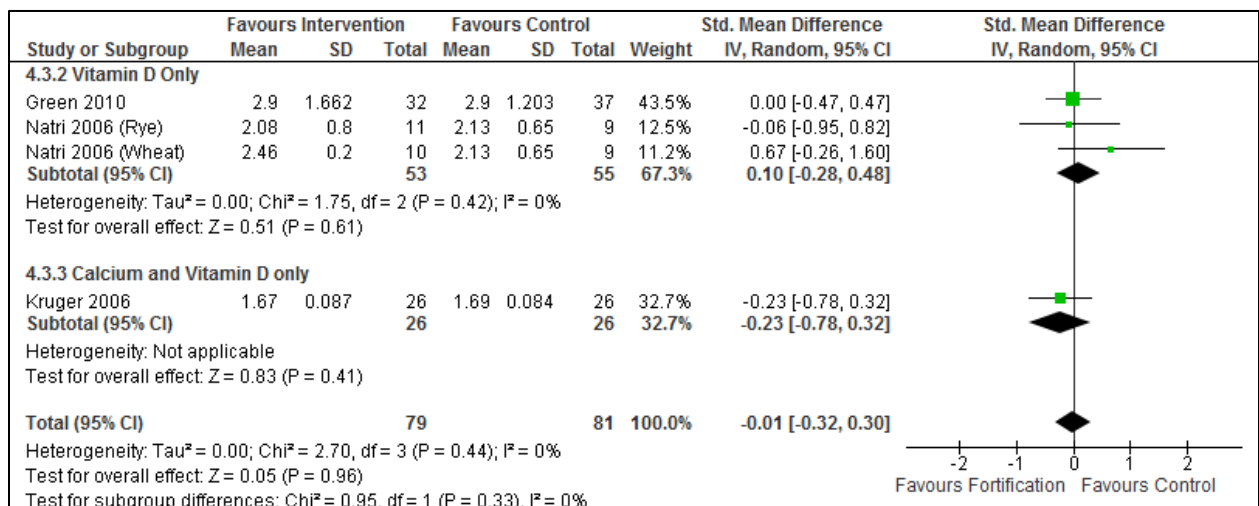 Favours Intervention Favours Control Std. Mean Difference Std. Mean Difference
Study or Subgroup Mean SD Total Mean SD Total Weight IV, Random, 95% CI IV, Random, 95% CI
4.3.2 Vitamin D Only
Green 2010 2.9 1.662 32 2.9 1.203 37 43.5% 0.00 [-0.47, 0.47]
Natri 2006 (Rye) 2.08 0.8 11 2.13 0.65 9 12.5% -0.06 [-0.95, 0.82]
Natri 2006 (Wheat) 2.46 0.2 10 2.13 0.65 9 11.2% 0.67 [-0.26, 1.60]
Subtotal (95% CI) 53 55 67.3% 0.10 [-0.28, 0.48]
Heterogeneity: Tau² = 0.00; Chi² = 1.75, df = 2 (P = 0.42); I² = 0%
Test for overall effect: Z = 0.51 (P = 0.61)
4.3.3 Calcium and Vitamin D only
Kruger 2006 1.67 0.087 26 1.69 0.084 26 32.7% -0.23 [-0.78, 0.32]
Subtotal (95% CI) 26 26 32.7% -0.23 [-0.78, 0.32]
Heterogeneity: Not applicable
Test for overall effect: Z = 0.83 (P = 0.41)
Total (95% CI) 79 81 100.0% -0.01 [-0.32, 0.30]
Heterogeneity: Tau² = 0.00; Chi² = 2.70, df = 3 (P = 0.44); I² = 0%
Test for overall effect: Z = 0.05 (P = 0.96)
Test for subgroup differences: Chi² = 0.95, df = 1 (P = 0.33), I² = 0%
-2 -1 0 1 2
Favours Fortification Favours Control